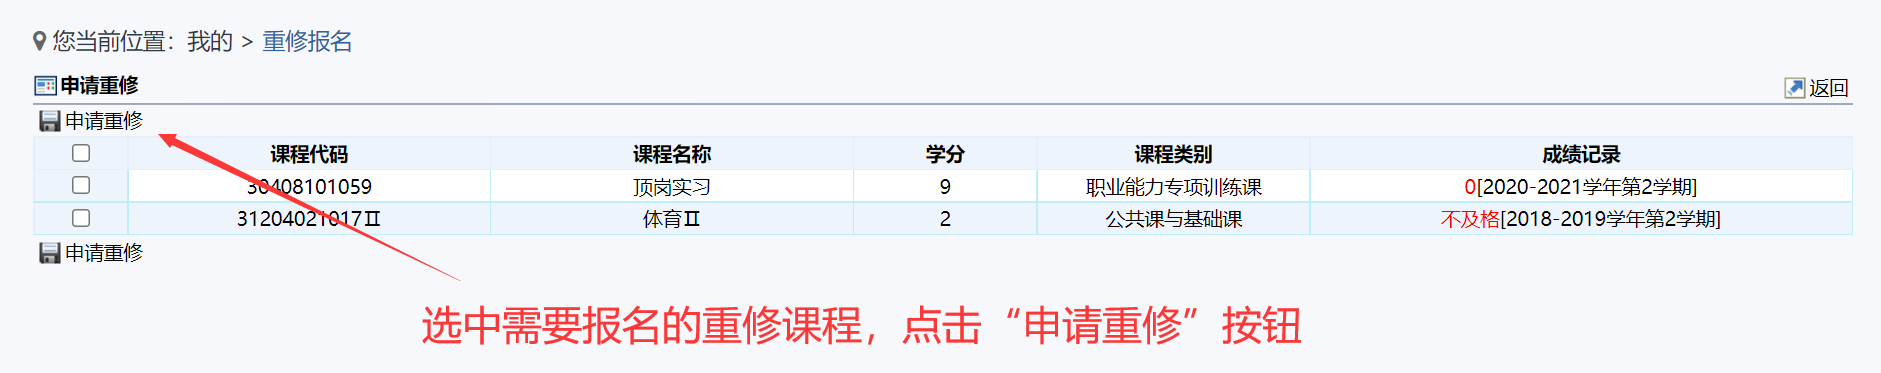 您当前位置：我的 > 重修报名
申请重修 返回
申请重修
课程代码 课程名称 学分 课程类别 成绩记录
30408101059 顶岗实习 9 职业能力专项训练课 0[2020-2021学年第2学期]
31204021017Ⅱ 体育Ⅱ 2 公共课与基础课 不及格[2018-2019学年第2学期]
申请重修
选中需要报名的重修课程，点击“申请重修”按钮